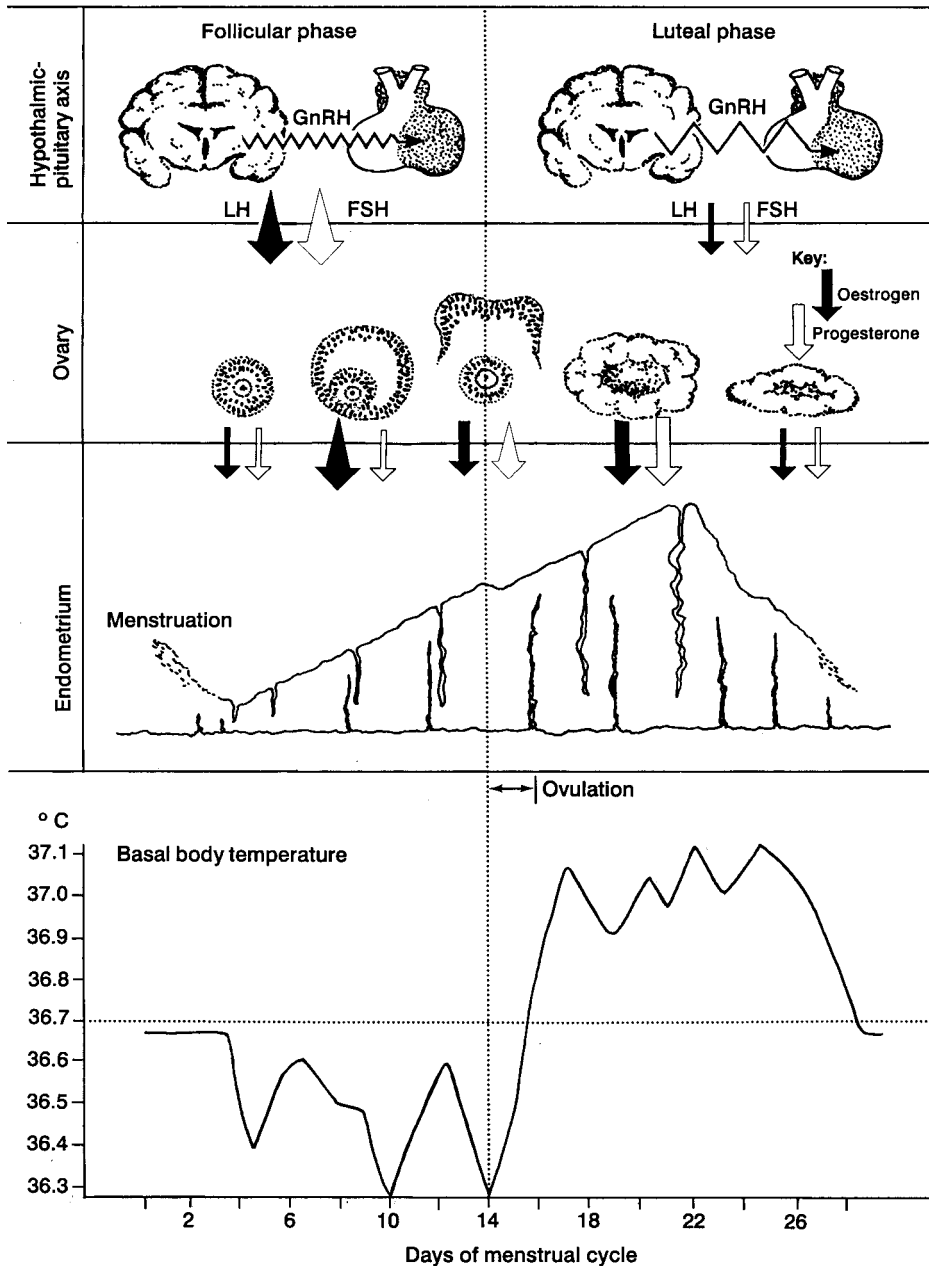 Follicular phase
Luteal phase
Hypothalmic-
pituitary axis
GnRH
GnRH
LH
FSH
LH
FSH
Key:
Oestrogen
Progesterone
Ovary
Menstruation
Endometrium
Ovulation
° C
Basal body temperature
37.1
37.0
36.9
36.8
36.7
36.6
36.5
36.4
36.3
2
6
10
14
18
22
26
Days of menstrual cycle